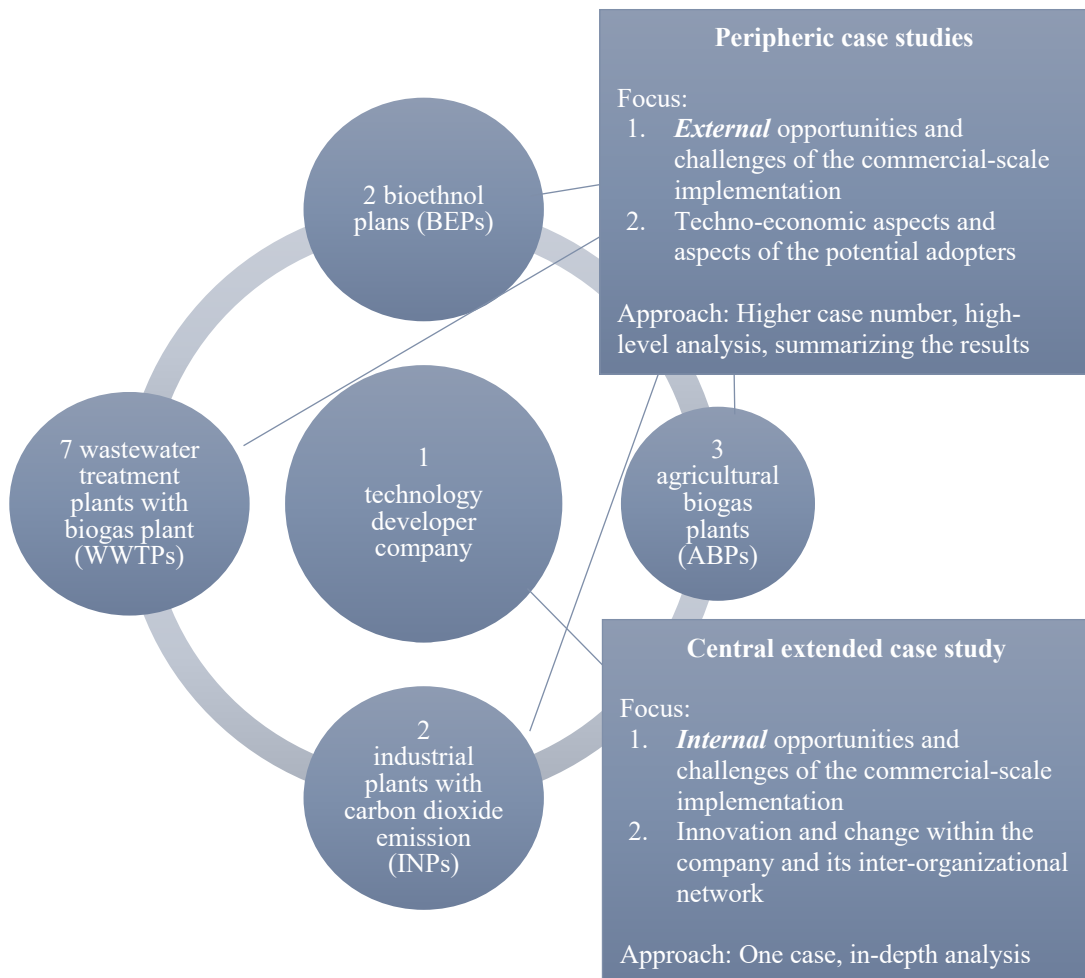 Peripheric case studies
Focus:
1. External opportunities and
challenges of the commercial-scale
implementation
2. Techno-economic aspects and
aspects of the potential adopters
Approach: Higher case number, high-
level analysis, summarizing the results
2 bioethnol
plans (BEPs)
7 wastewater
treatment
plants with
biogas plant
(WWTPs)
1
technology
developer
company
3
agricultural
biogas
plants
(ABPs)
2
industrial
plants with
carbon dioxide
emission
(INPs)
Central extended case study
Focus:
1. Internal opportunities and
challenges of the commercial-scale
implementation
2. Innovation and change within the
company and its inter-organizational
network
Approach: One case, in-depth analysis